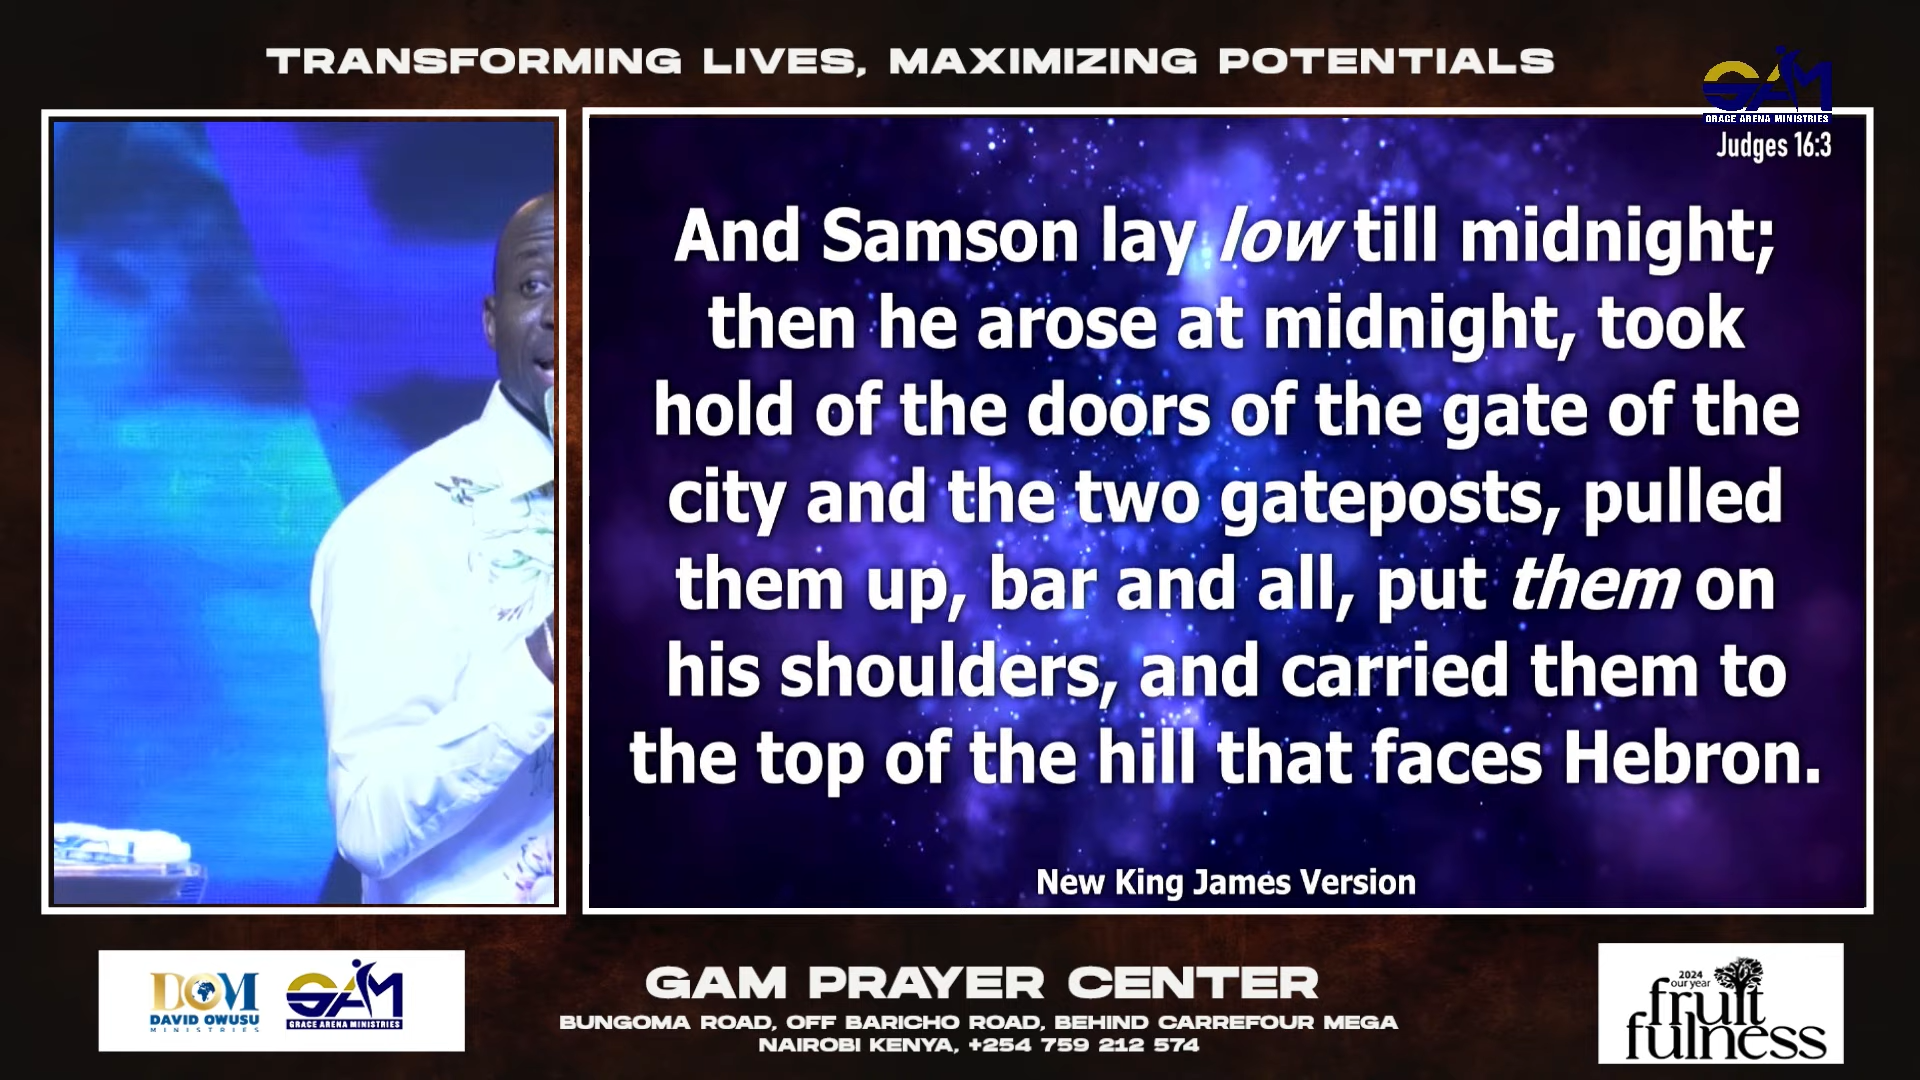 TRANSFORMING LIVES, MAXIMIZING POTENTIALS
GAM
GRACE ARENA MINISTRIES
Judges 16:3
And Samson lay low till midnight;
then he arose at midnight, took
hold of the doors of the gate of the
city and the two gateposts, pulled
them up, bar and all, put them on
his shoulders, and carried them to
the top of the hill that faces Hebron.
New King James Version
DOM
DAVID OWUSU
MINISTRIES
GAM
GRACE ARENA MINISTRIES
GAM PRAYER CENTER
BUNGOMA ROAD, OFF BARICHO ROAD, BEHIND CARREFOUR MEGA
NAIROBI KENYA, +254 759 212 574
2024
our year
fruit
fulness